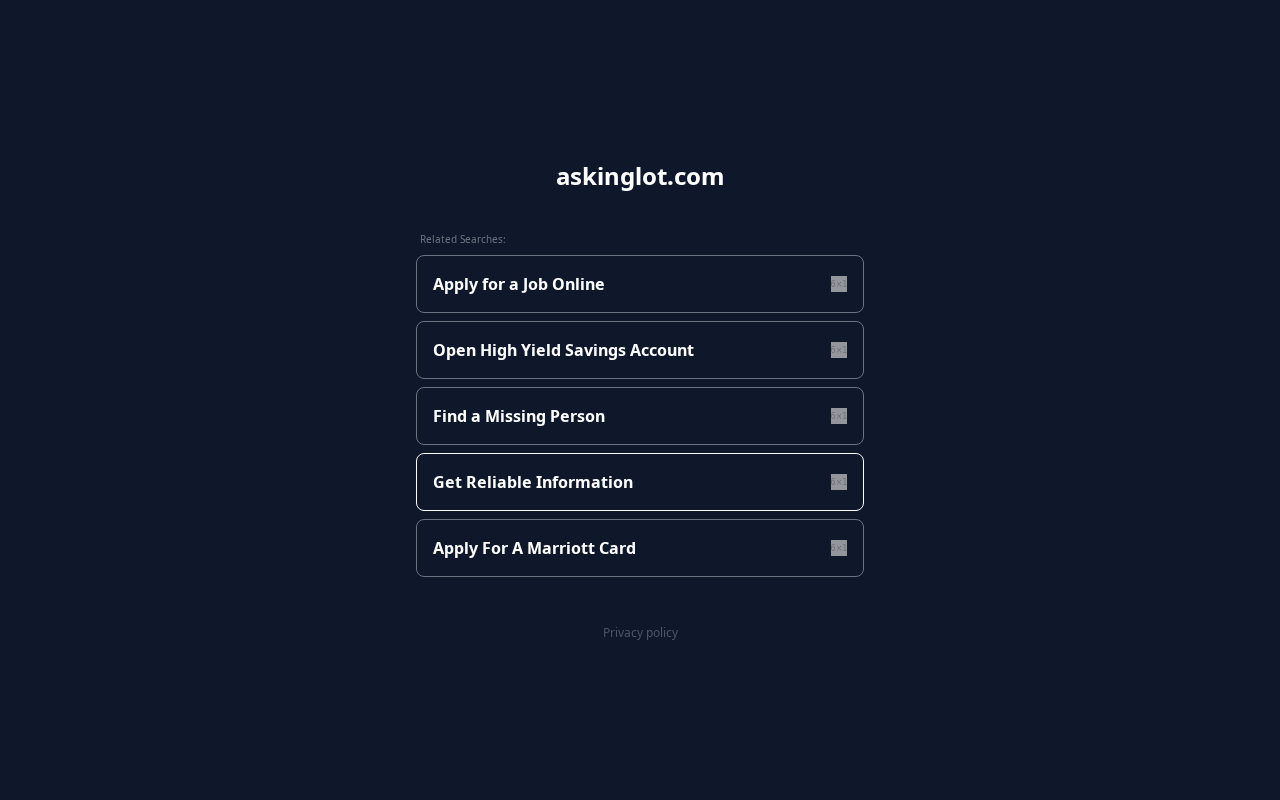 askinglot.com
Related Searches:
Apply for a Job Online
Open High Yield Savings Account
Find a Missing Person
Get Reliable Information
Apply For A Marriott Card
Privacy policy